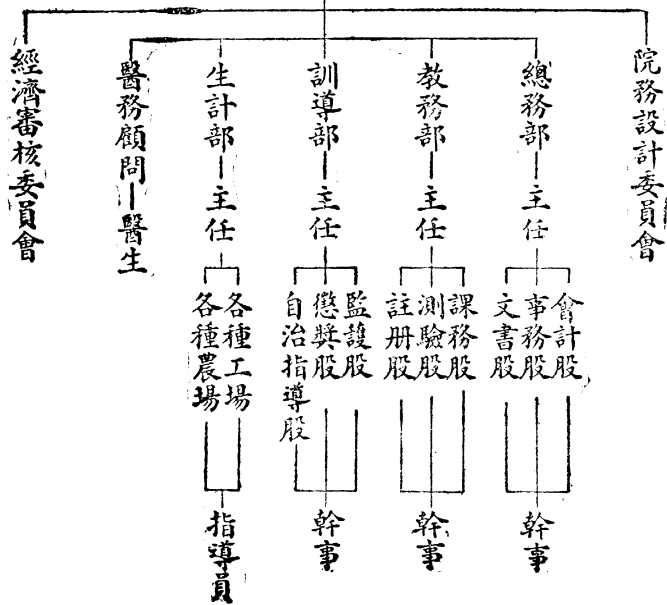 院務設計委員會
總務部—主任
會計股
事務股
文書股
幹事
教務部—主任
課務股
測驗股
註册股
幹事
訓導部—主任
監護股
懲奬股
自治指導股
幹事
生計部—主任
各種工場
各種農場
指導員
醫務顧問—醫生
經濟審核委員會